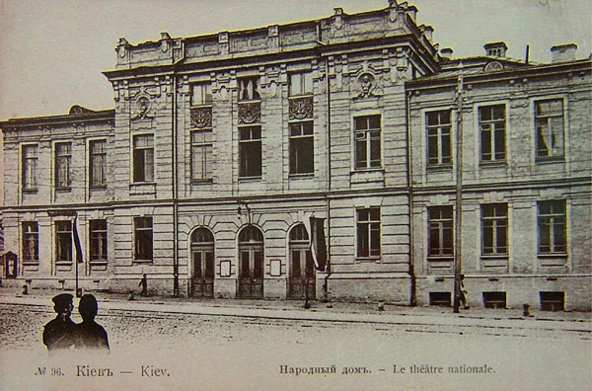 № 96. Кіевъ — Kiev. Народный домъ. – Le théâtre nationale.